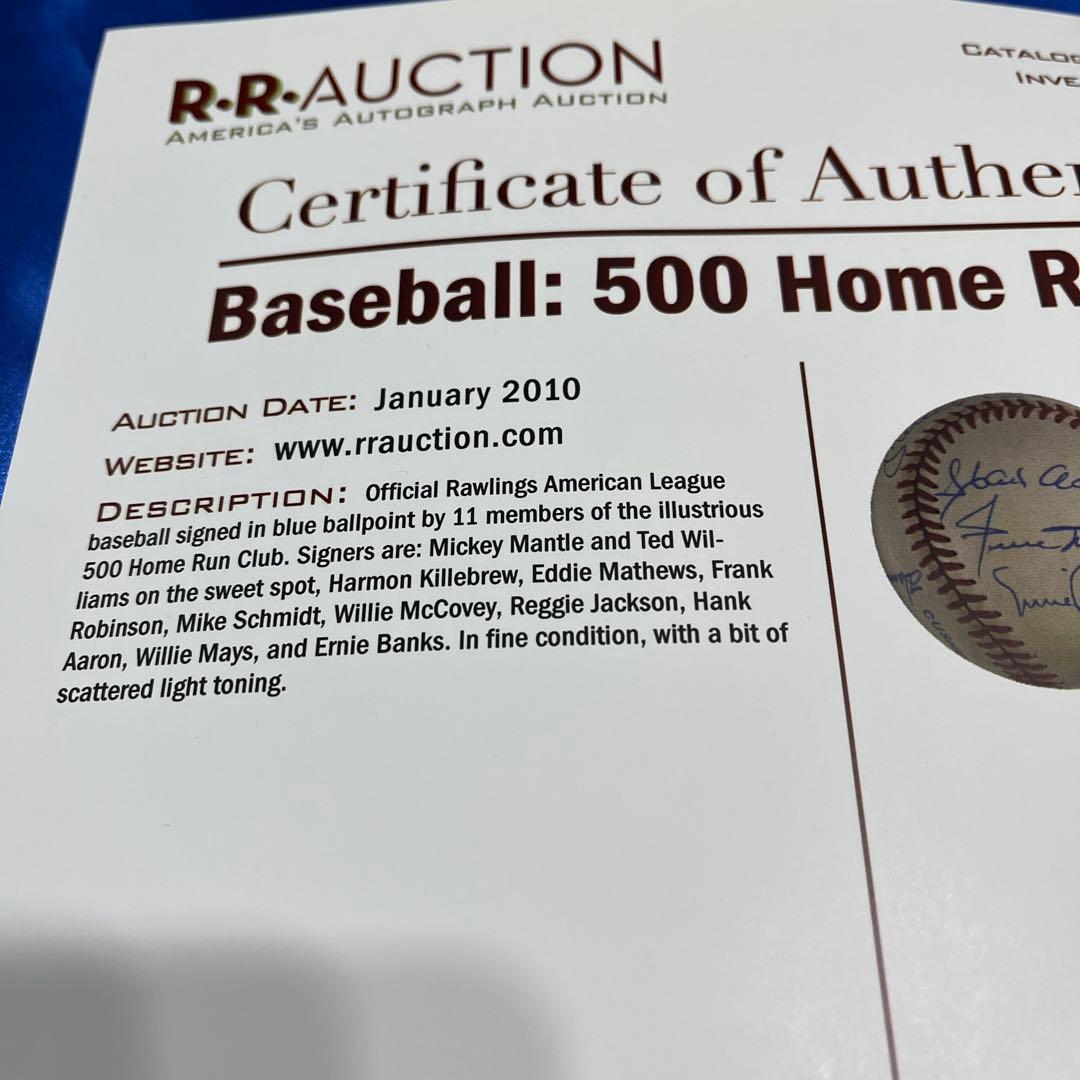 R·R·AUCTION
AMERICA'S AUTOGRAPH AUCTION
Certificate of
Baseball: 500 Home
AUCTION DATE: January 2010
WEBSITE: www.rrauction.com
DESCRIPTION: Official Rawlings American League
baseball signed in blue ballpoint by 11 members of the illustrious
500 Home Run Club. Signers are: Mickey Mantle and Ted Wil-
liams on the sweet spot, Harmon Killebrew, Eddie Mathews, Frank
Robinson, Mike Schmidt, Willie McCovey, Reggie Jackson, Hank
Aaron, Willie Mays, and Ernie Banks. In fine condition, with a bit of
scattered light toning.